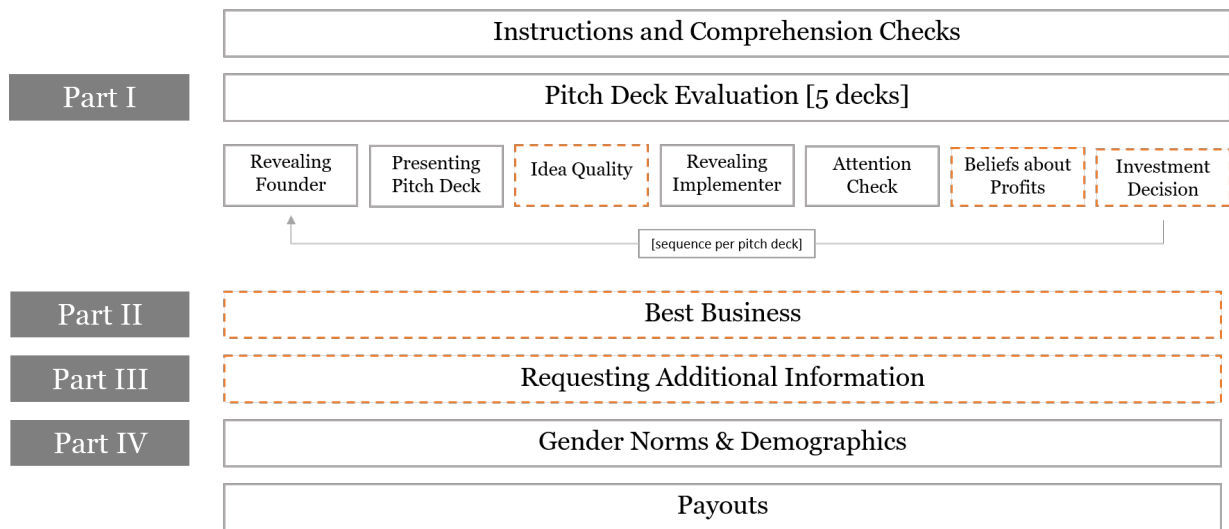 Instructions and Comprehension Checks
Part I
Pitch Deck Evaluation [5 decks]
Revealing
Founder
Presenting
Pitch Deck
Idea Quality
Revealing
Implementer
Attention
Check
Beliefs about
Profits
Investment
Decision
[sequence per pitch deck]
Part II
Best Business
Part III
Requesting Additional Information
Part IV
Gender Norms & Demographics
Payouts